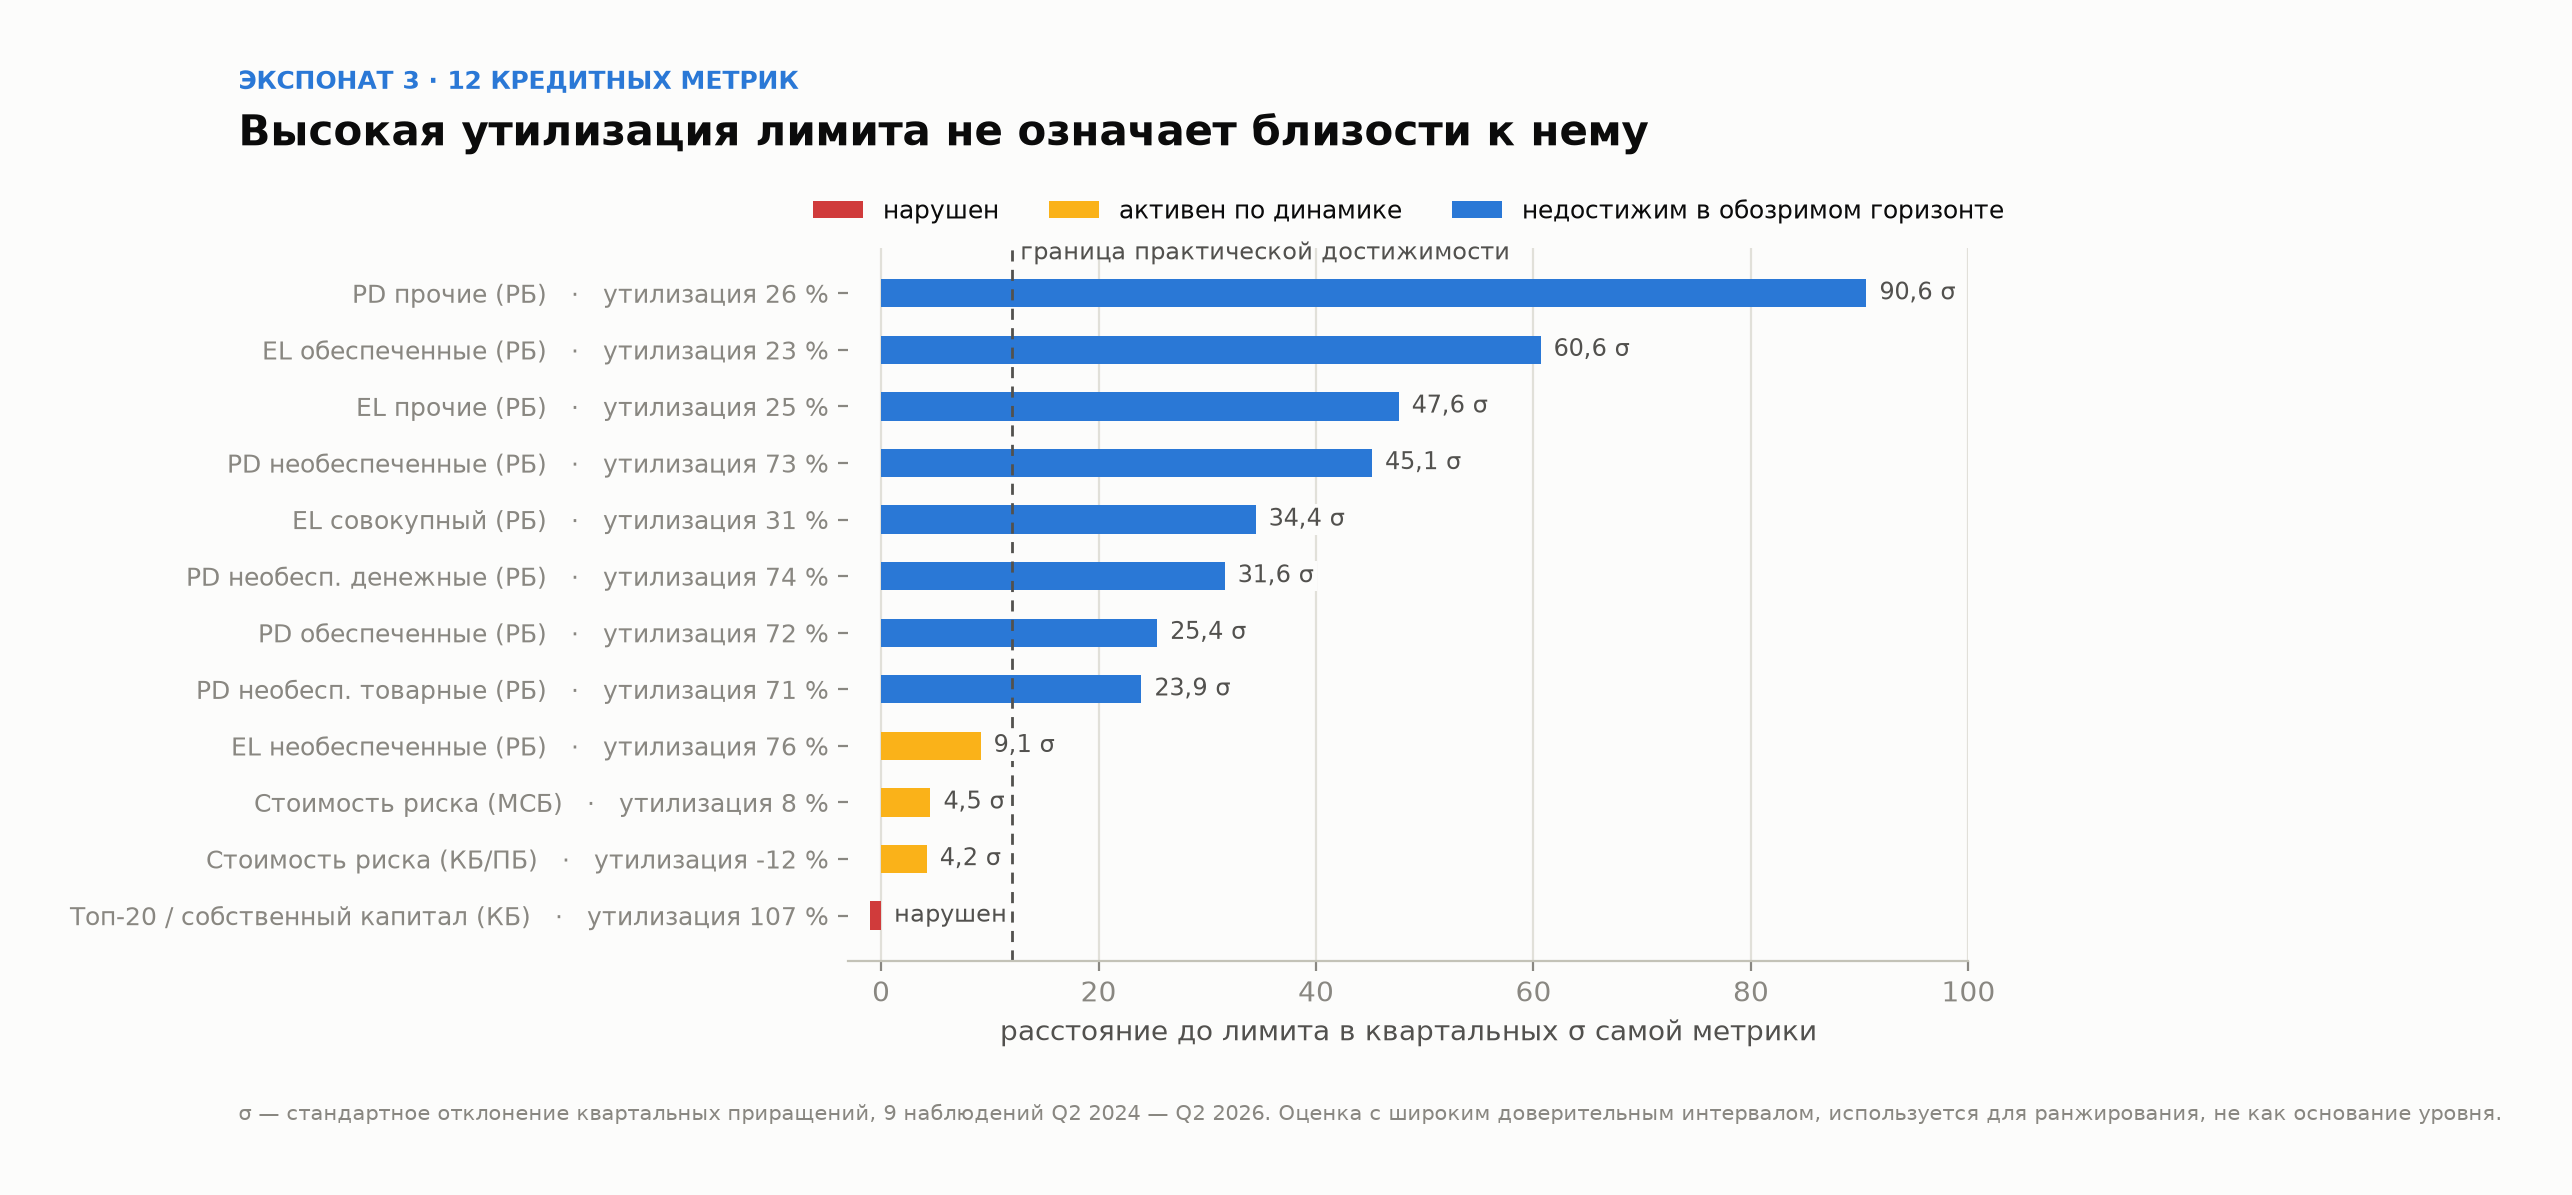 ЭКСПОНАТ 3 · 12 КРЕДИТНЫХ МЕТРИК
Высокая утилизация лимита не означает близости к нему
нарушен
активен по динамике
недостижим в обозримом горизонте
граница практической достижимости
PD прочие (РБ) · утилизация 26 % 90,6 σ
EL обеспеченные (РБ) · утилизация 23 % 60,6 σ
EL прочие (РБ) · утилизация 25 % 47,6 σ
PD необеспеченные (РБ) · утилизация 73 % 45,1 σ
EL совокупный (РБ) · утилизация 31 % 34,4 σ
PD необесп. денежные (РБ) · утилизация 74 % 31,6 σ
PD обеспеченные (РБ) · утилизация 72 % 25,4 σ
PD необесп. товарные (РБ) · утилизация 71 % 23,9 σ
EL необеспеченные (РБ) · утилизация 76 % 9,1 σ
Стоимость риска (МСБ) · утилизация 8 % 4,5 σ
Стоимость риска (КБ/ПБ) · утилизация -12 % 4,2 σ
Топ-20 / собственный капитал (КБ) · утилизация 107 % нарушен
0 20 40 60 80 100
расстояние до лимита в квартальных σ самой метрики
σ — стандартное отклонение квартальных приращений, 9 наблюдений Q2 2024 — Q2 2026. Оценка с широким доверительным интервалом, используется для ранжирования, не как основание уровня.